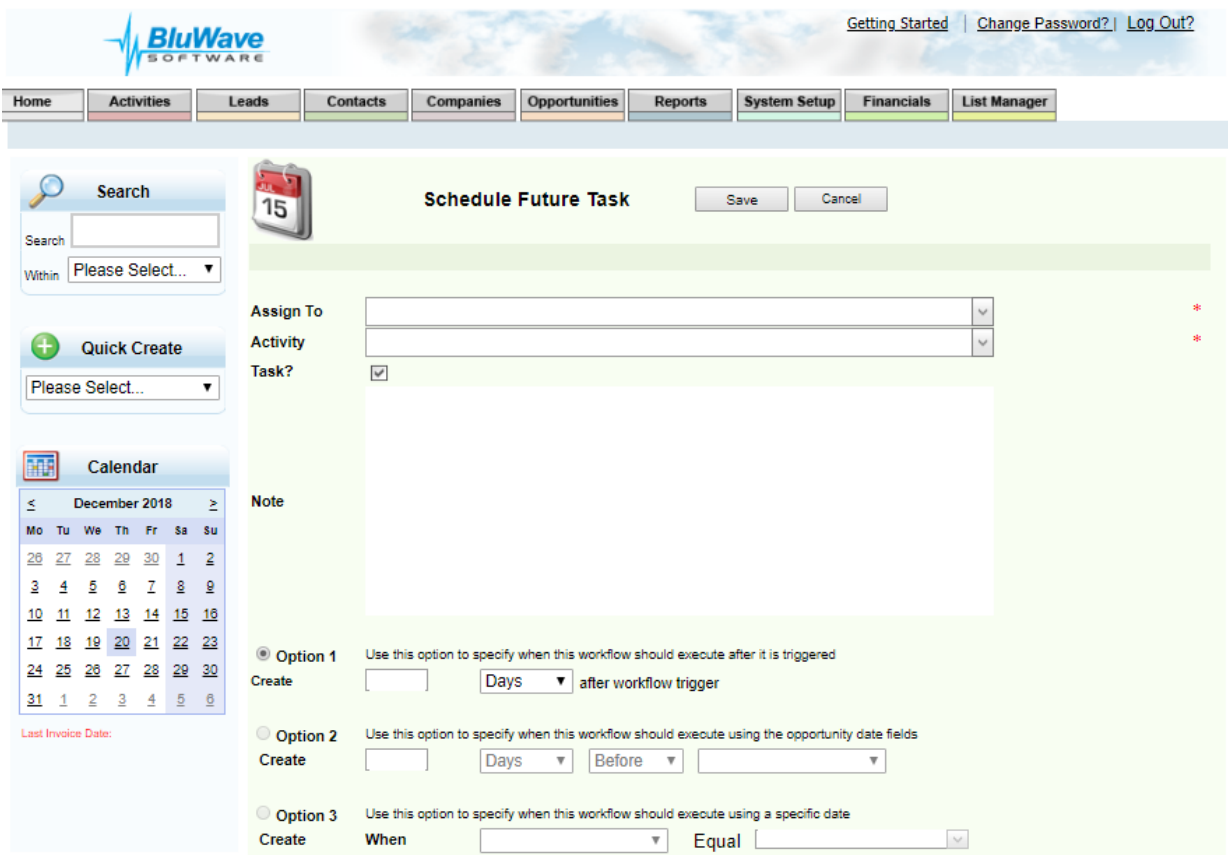 Getting Started | Change Password? | Log Out?
BluWave
SOFTWARE
Home Activities Leads Contacts Companies Opportunities Reports System Setup Financials List Manager
Search
Search
Within Please Select...
Quick Create
Please Select...
Calendar
< December 2018 >
Mo Tu We Th Fr Sa Su
26 27 28 29 30 1 2
3 4 5 6 7 8 9
10 11 12 13 14 15 16
17 18 19 20 21 22 23
24 25 26 27 28 29 30
31 1 2 3 4 5 6
Last Invoice Date:
JUL
15
Schedule Future Task Save Cancel
Assign To *
Activity *
Task?
Note
Option 1 Use this option to specify when this workflow should execute after it is triggered
Create Days after workflow trigger
Option 2 Use this option to specify when this workflow should execute using the opportunity date fields
Create Days Before
Option 3 Use this option to specify when this workflow should execute using a specific date
Create When Equal